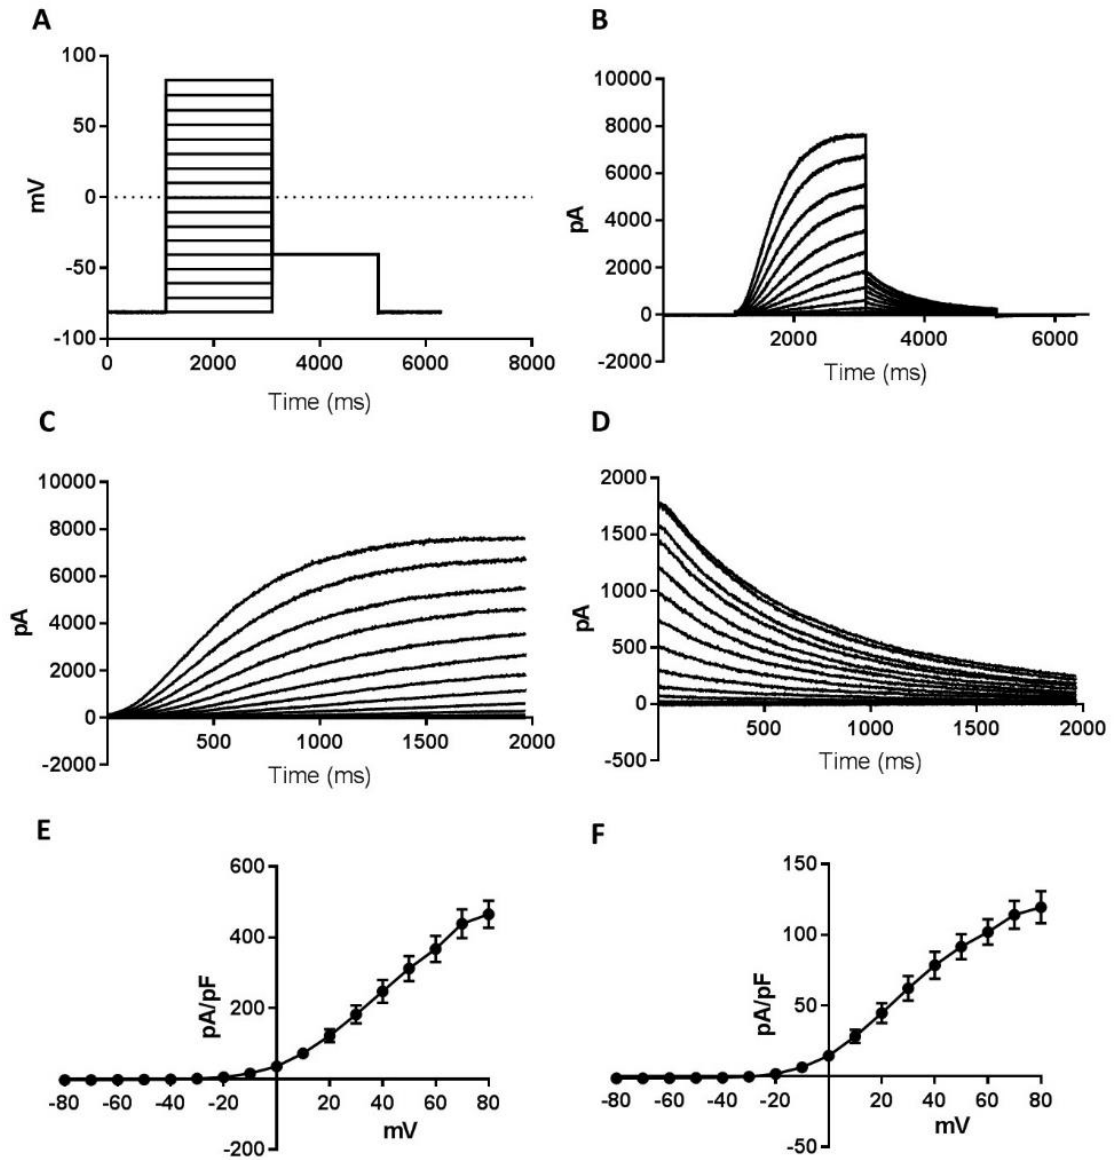 A
100
50
0
-50
-100
mV
0 2000 4000 6000 8000
Time (ms)
B
10000
8000
6000
4000
2000
0
-2000
pA
2000 4000 6000
Time (ms)
C
10000
8000
6000
4000
2000
0
-2000
pA
500 1000 1500 2000
Time (ms)
D
2000
1500
1000
500
0
-500
pA
500 1000 1500 2000
Time (ms)
E
600
400
200
-200
pA/pF
-80 -60 -40 -20 20 40 60 80
mV
F
150
100
50
-50
pA/pF
-80 -60 -40 -20 20 40 60 80
mV